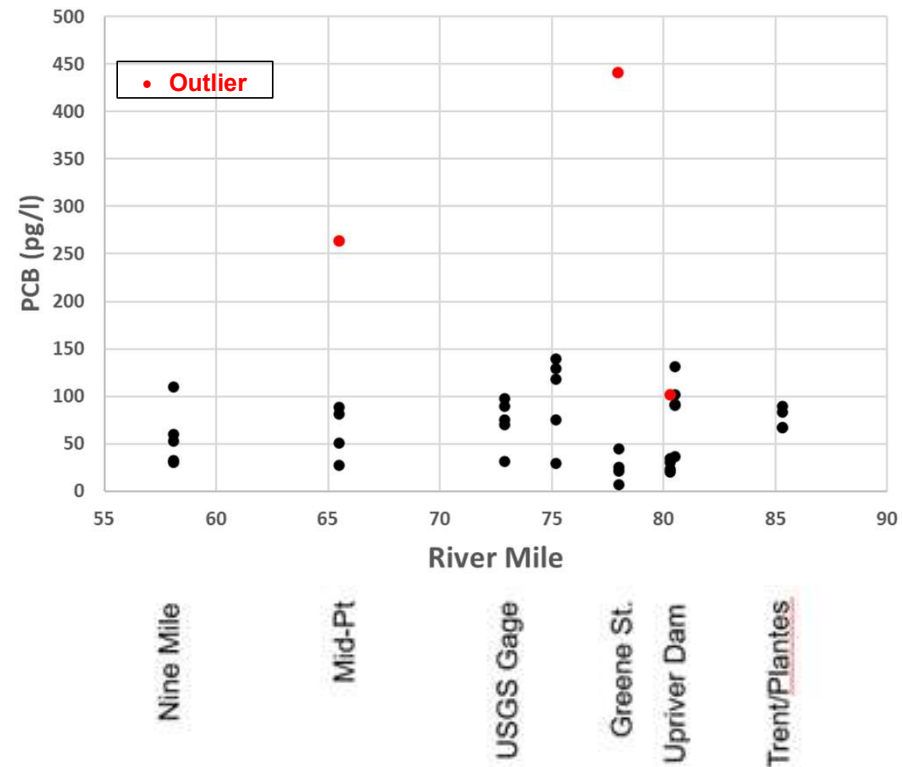 500
450
• Outlier
400
350
300
250
200
150
100
50
0
PCB (pg/l)
55 60 65 70 75 80 85 90
River Mile
Nine Mile
Mid-Pt
USGS Gage
Greene St.
Upriver Dam
Trent/Plantes